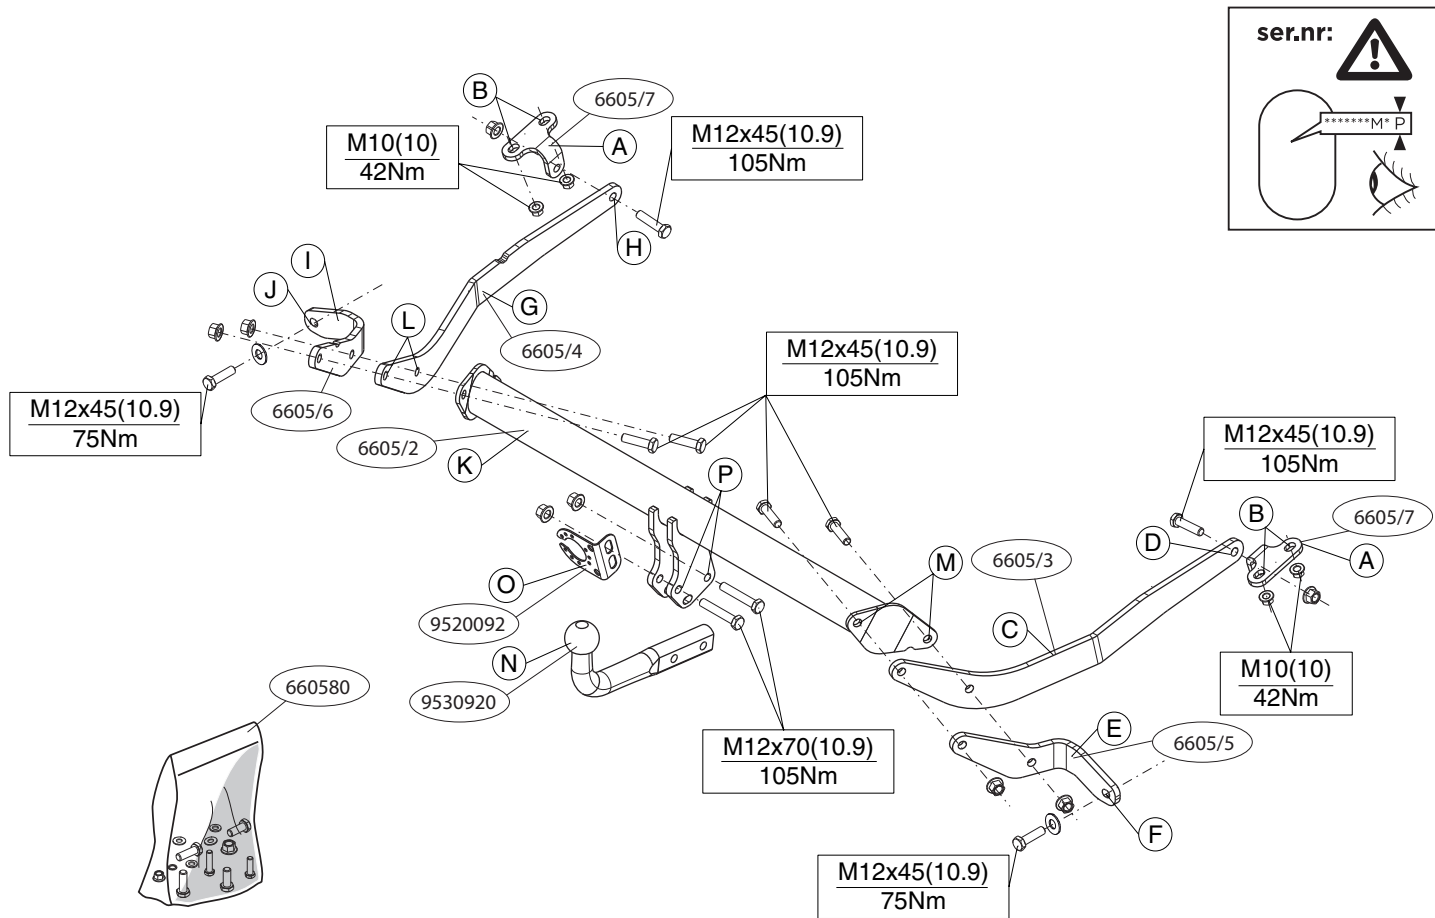 ser.nr:
*******M* P
B
6605/7
M10(10)
42Nm
A
M12x45(10.9)
105Nm
H
I
J
G
L
6605/4
M12x45(10.9)
105Nm
M12x45(10.9)
75Nm
6605/6
6605/2
K
P
M12x45(10.9)
105Nm
B
6605/7
D
A
M
6605/3
O
9520092
C
N
9530920
660580
M10(10)
42Nm
E
6605/5
M12x70(10.9)
105Nm
F
M12x45(10.9)
75Nm